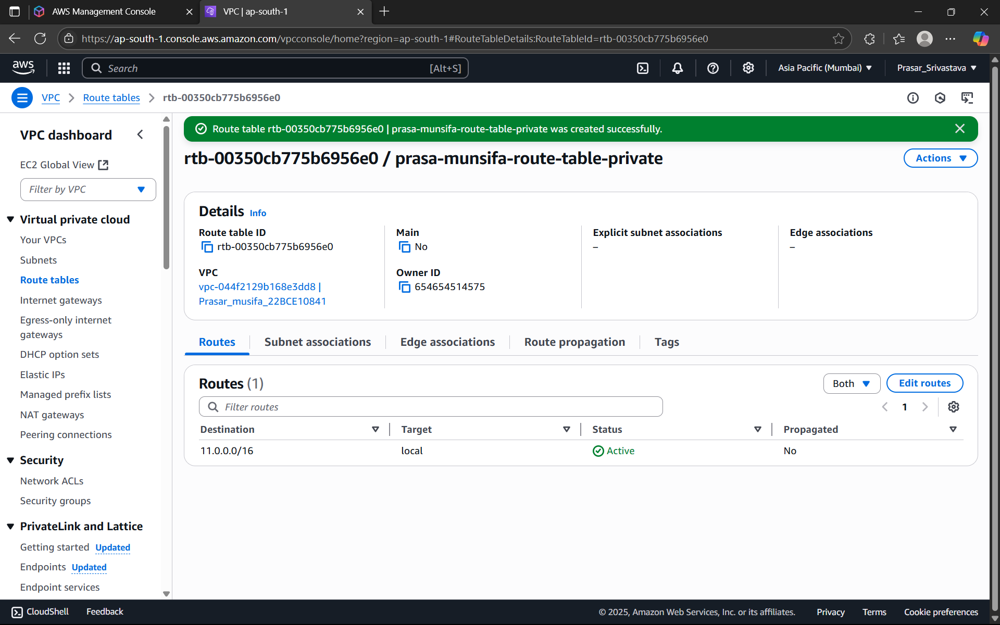 AWS Management Console
VPC | ap-south-1
https://ap-south-1.console.aws.amazon.com/vpcconsole/home?region=ap-south-1#RouteTableDetails:RouteTableId=rtb-00350cb775b6956e0
aws
Search
[Alt+S]
Asia Pacific (Mumbai)
Prasar_Srivastava
VPC
Route tables
rtb-00350cb775b6956e0
VPC dashboard
EC2 Global View
Filter by VPC
Virtual private cloud
Your VPCs
Subnets
Route tables
Internet gateways
Egress-only internet
gateways
DHCP option sets
Elastic IPs
Managed prefix lists
NAT gateways
Peering connections
Security
Network ACLs
Security groups
PrivateLink and Lattice
Getting started Updated
Endpoints Updated
Endpoint services
Route table rtb-00350cb775b6956e0 | prasa-munsifa-route-table-private was created successfully.
rtb-00350cb775b6956e0 / prasa-munsifa-route-table-private
Actions
Details Info
Route table ID
rtb-00350cb775b6956e0
Main
No
Explicit subnet associations
–
Edge associations
–
VPC
vpc-044f2129b168e3dd8 |
Prasar_musifa_22BCE10841
Owner ID
654654514575
Routes
Subnet associations
Edge associations
Route propagation
Tags
Routes (1)
Both
Edit routes
Filter routes
1
Destination
Target
Status
Propagated
11.0.0.0/16
local
Active
No
CloudShell
Feedback
© 2025, Amazon Web Services, Inc. or its affiliates.
Privacy
Terms
Cookie preferences